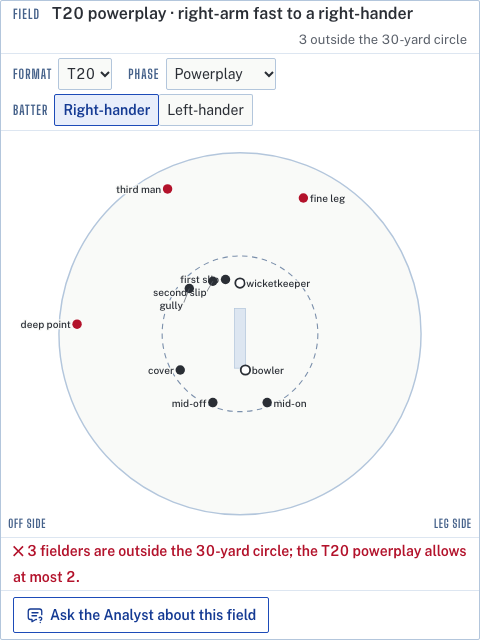 FIELD T20 powerplay · right-arm fast to a right-hander
3 outside the 30-yard circle
FORMAT T20 PHASE Powerplay
BATTER Right-hander Left-hander
third man
fine leg
first slip
wicketkeeper
second slip
gully
deep point
cover
bowler
mid-off
mid-on
OFF SIDE LEG SIDE
✕ 3 fielders are outside the 30-yard circle; the T20 powerplay allows
at most 2.
Ask the Analyst about this field